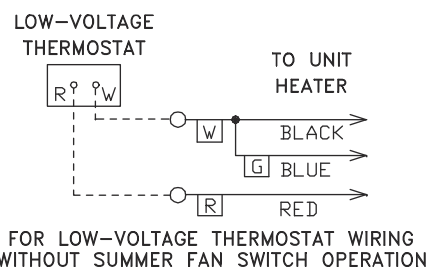 LOW-VOLTAGE
THERMOSTAT
TO UNIT
HEATER
R W
W
BLACK
G
BLUE
R
RED
FOR LOW-VOLTAGE THERMOSTAT WIRING
WITHOUT SUMMER FAN SWITCH OPERATION